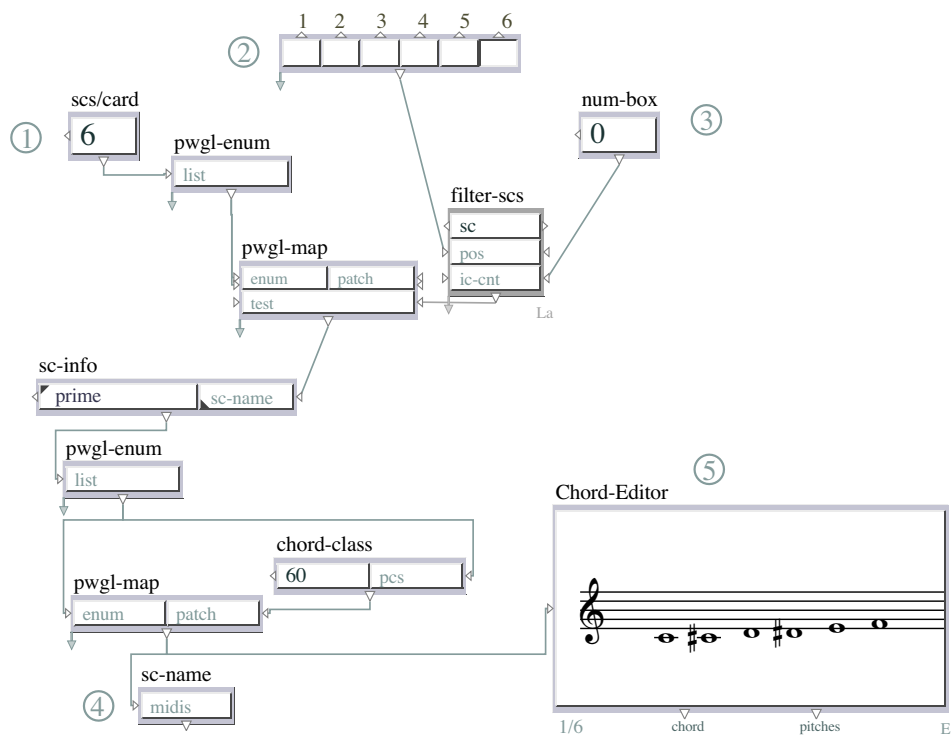 1 2 3 4 5 6
2
scs/card
num-box
1
6
0
3
pwgl-enum
list
filter-scs
sc
pos
ic-cnt
La
pwgl-map
enum patch
test
sc-info
prime sc-name
pwgl-enum
list
5
Chord-Editor
chord-class
60 pcs
pwgl-map
enum patch
sc-name
4
midis
1/6 chord pitches E